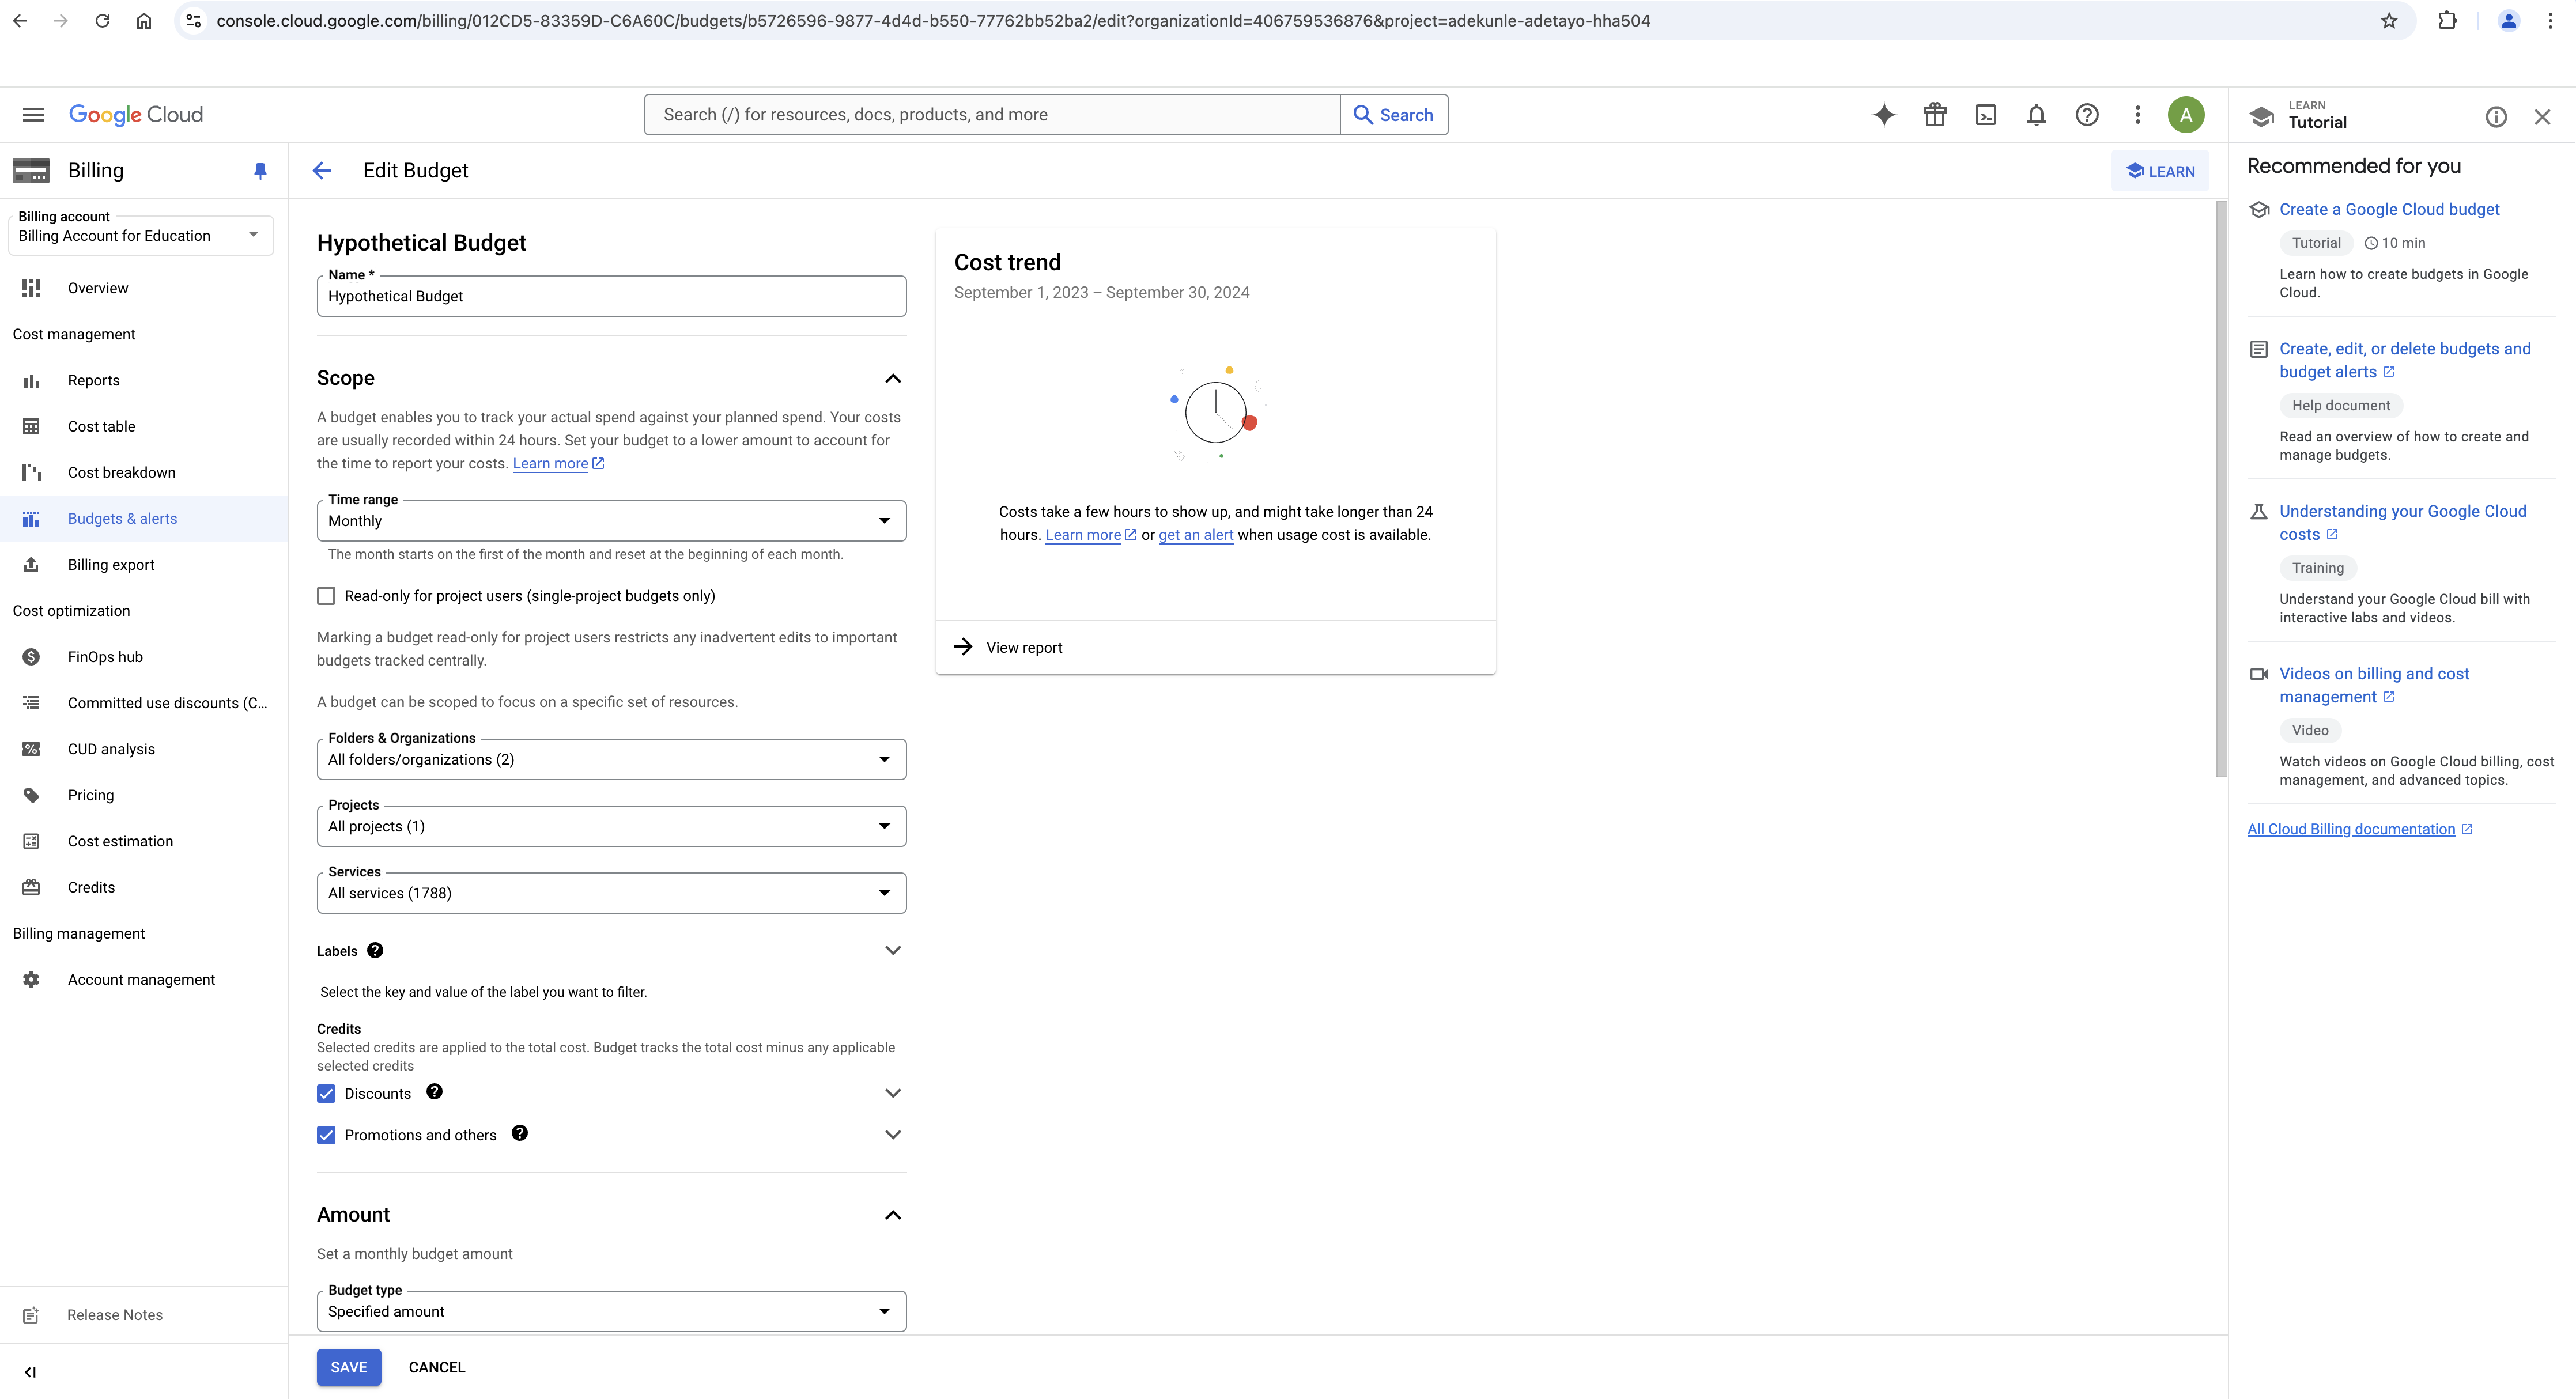 console.cloud.google.com/billing/012CD5-83359D-C6A60C/budgets/b5726596-9877-4d4d-b550-77762bb52ba2/edit?organizationId=406759536876&project=adekunle-adetayo-hha504
Google Cloud
Search (/) for resources, docs, products, and more
Search
A
Billing
Billing account
Billing Account for Education
Overview
Cost management
Reports
Cost table
Cost breakdown
Budgets & alerts
Billing export
Cost optimization
FinOps hub
Committed use discounts (C...
CUD analysis
Pricing
Cost estimation
Credits
Billing management
Account management
Release Notes
Edit Budget
LEARN
Hypothetical Budget
Name *
Hypothetical Budget
Scope
A budget enables you to track your actual spend against your planned spend. Your costs
are usually recorded within 24 hours. Set your budget to a lower amount to account for
the time to report your costs. Learn more
Time range
Monthly
The month starts on the first of the month and reset at the beginning of each month.
Read-only for project users (single-project budgets only)
Marking a budget read-only for project users restricts any inadvertent edits to important
budgets tracked centrally.
A budget can be scoped to focus on a specific set of resources.
Folders & Organizations
All folders/organizations (2)
Projects
All projects (1)
Services
All services (1788)
Labels
Select the key and value of the label you want to filter.
Credits
Selected credits are applied to the total cost. Budget tracks the total cost minus any applicable
selected credits
Discounts
Promotions and others
Amount
Set a monthly budget amount
Budget type
Specified amount
SAVE
CANCEL
Cost trend
September 1, 2023 – September 30, 2024
Costs take a few hours to show up, and might take longer than 24
hours. Learn more or get an alert when usage cost is available.
View report
LEARN
Tutorial
Recommended for you
Create a Google Cloud budget
Tutorial
10 min
Learn how to create budgets in Google
Cloud.
Create, edit, or delete budgets and
budget alerts
Help document
Read an overview of how to create and
manage budgets.
Understanding your Google Cloud
costs
Training
Understand your Google Cloud bill with
interactive labs and videos.
Videos on billing and cost
management
Video
Watch videos on Google Cloud billing, cost
management, and advanced topics.
All Cloud Billing documentation